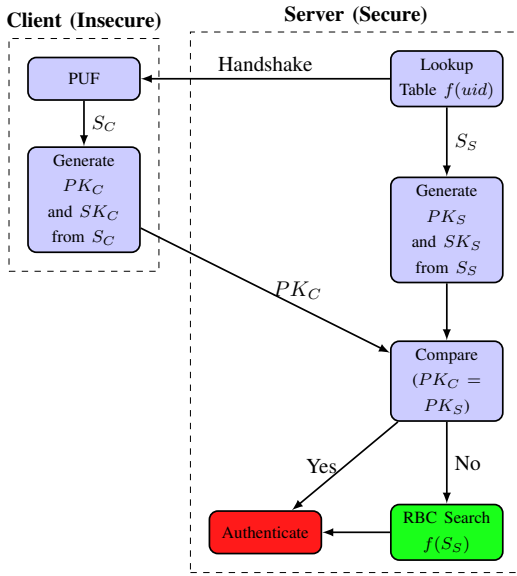 Client (Insecure)
Server (Secure)
PUF
Handshake
Lookup
Table f(uid)
S_C
S_S
Generate
PK_C
and SK_C
from S_C
Generate
PK_S
and SK_S
from S_S
PK_C
Compare
(PK_C =
PK_S)
Yes
No
Authenticate
RBC Search
f(S_S)